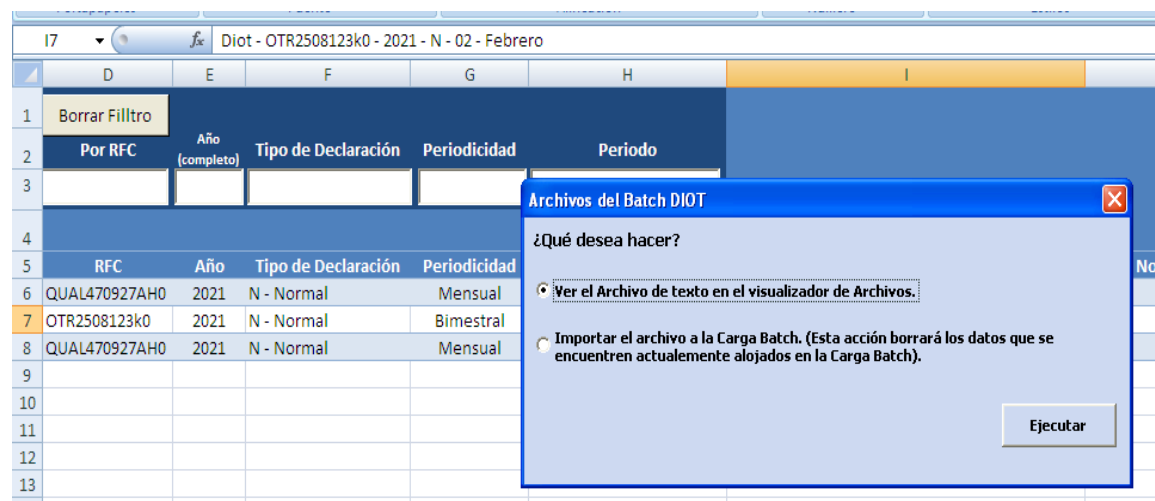 I7 fx Diot - OTR2508123k0 - 2021 - N - 02 - Febrero
D E F G H I
1 Borrar Filltro
2 Por RFC Año (completo) Tipo de Declaración Periodicidad Periodo
3
4
5 RFC Año Tipo de Declaración Periodicidad No
6 QUAL470927AH0 2021 N - Normal Mensual
7 OTR2508123k0 2021 N - Normal Bimestral
8 QUAL470927AH0 2021 N - Normal Mensual
9
10
11
12
13
Archivos del Batch DIOT
¿Qué desea hacer?
Ver el Archivo de texto en el visualizador de Archivos.
Importar el archivo a la Carga Batch. (Esta acción borrará los datos que se
encuentren actualemente alojados en la Carga Batch).
Ejecutar